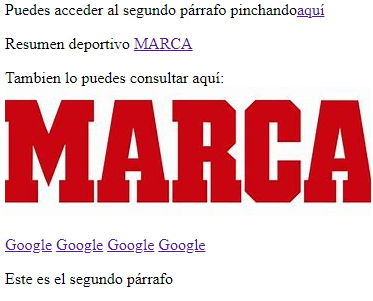 Puedes acceder al segundo párrafo pinchandoaquí
Resumen deportivo MARCA
Tambien lo puedes consultar aquí:
MARCA
Google Google Google Google
Este es el segundo párrafo